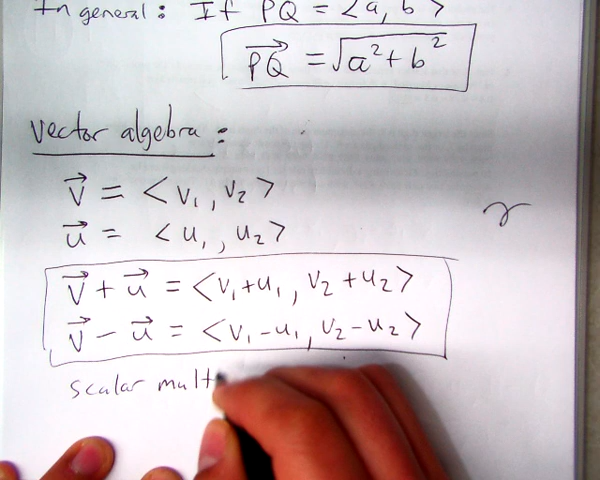 In general: If PQ = <a, b>
PQ⃗ = √a² + b²
vector algebra:
v⃗ = <v₁, v₂>
u⃗ = <u₁, u₂>
v⃗ + u⃗ = <v₁+u₁, v₂+u₂>
v⃗ − u⃗ = <v₁−u₁, v₂−u₂>
scalar mult